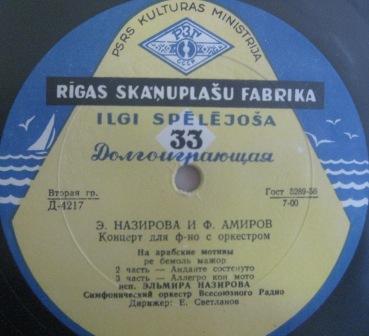 PSRS KULTURAS MINISTRIJA
РЗГ
СССР
RĪGAS SKAŅUPLAŠU FABRIKA
ILGI SPĒLĒJOŠA
33
Долгоиграющая
Вторая гр.
Д-4217
Гост 5289-56
7-00
Э. НАЗИРОВА И Ф. АМИРОВ
Концерт для ф-но с оркестром
На арабские мотивы
ре бемоль мажор
2 часть — Анданте состенуто
3 часть — Аллегро кон мото
исп. ЭЛЬМИРА НАЗИРОВА
Симфонический оркестр Всесоюзного Радио
Дирижер: Е. Светланов